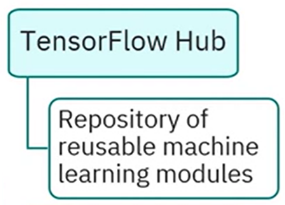 TensorFlow Hub
Repository of
reusable machine
learning modules